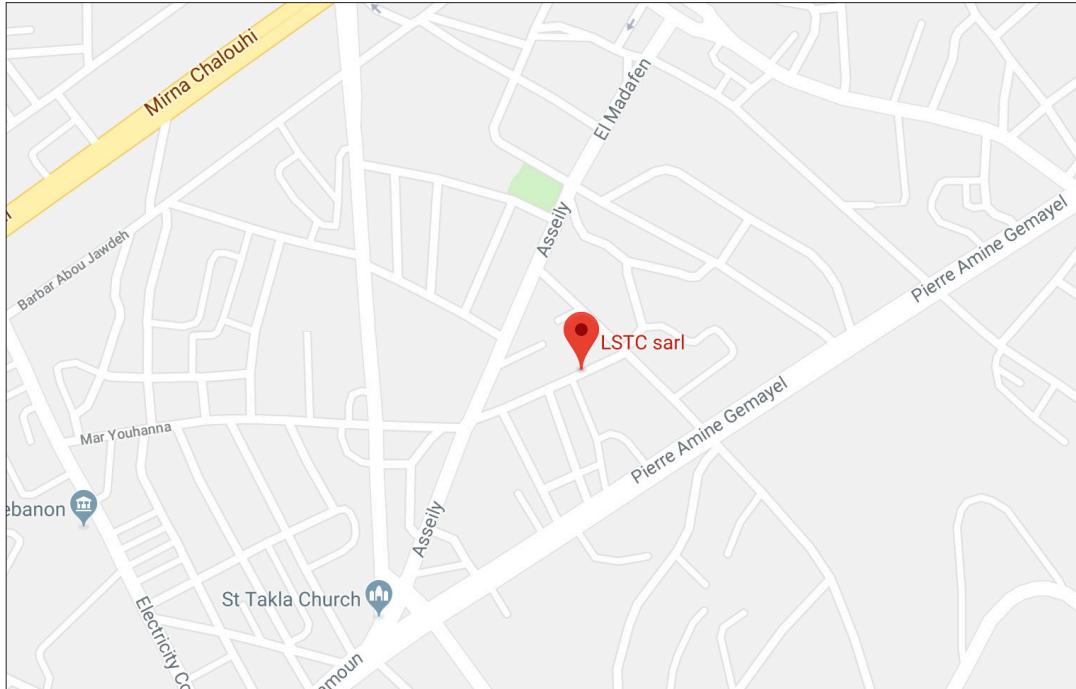 Mirna Chalouhi
El Madafen
Asseily
Pierre Amine Gemayel
Barbar Abou Jawdeh
LSTC sarl
Pierre Amine Gemayel
Mar Youhanna
ebanon
Asseily
St Takla Church
Electricity Co
moun